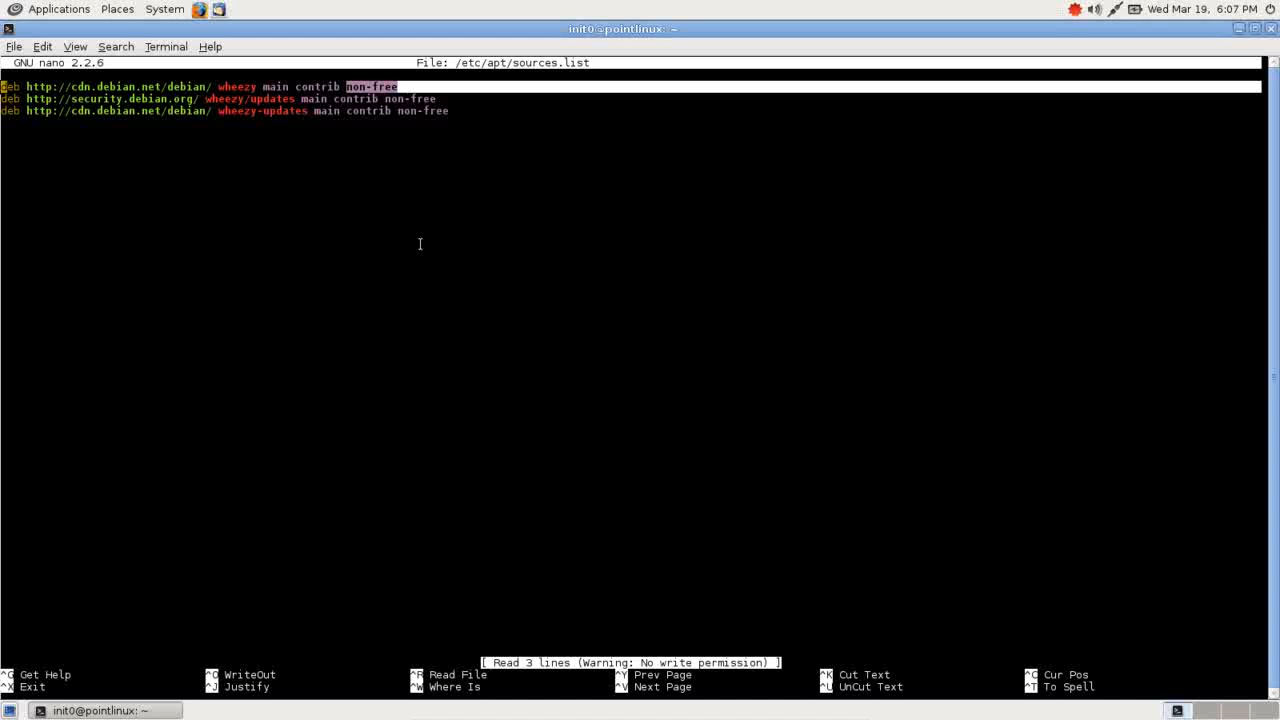 Applications Places System Wed Mar 19, 6:07 PM
init0@pointlinux: ~
File Edit View Search Terminal Help
GNU nano 2.2.6 File: /etc/apt/sources.list
deb http://cdn.debian.net/debian/ wheezy main contrib non-free
deb http://security.debian.org/ wheezy/updates main contrib non-free
deb http://cdn.debian.net/debian/ wheezy-updates main contrib non-free
[ Read 3 lines (Warning: No write permission) ]
^G Get Help ^O WriteOut ^R Read File ^Y Prev Page ^K Cut Text ^C Cur Pos
^X Exit ^J Justify ^W Where Is ^V Next Page ^U UnCut Text ^T To Spell
init0@pointlinux: ~